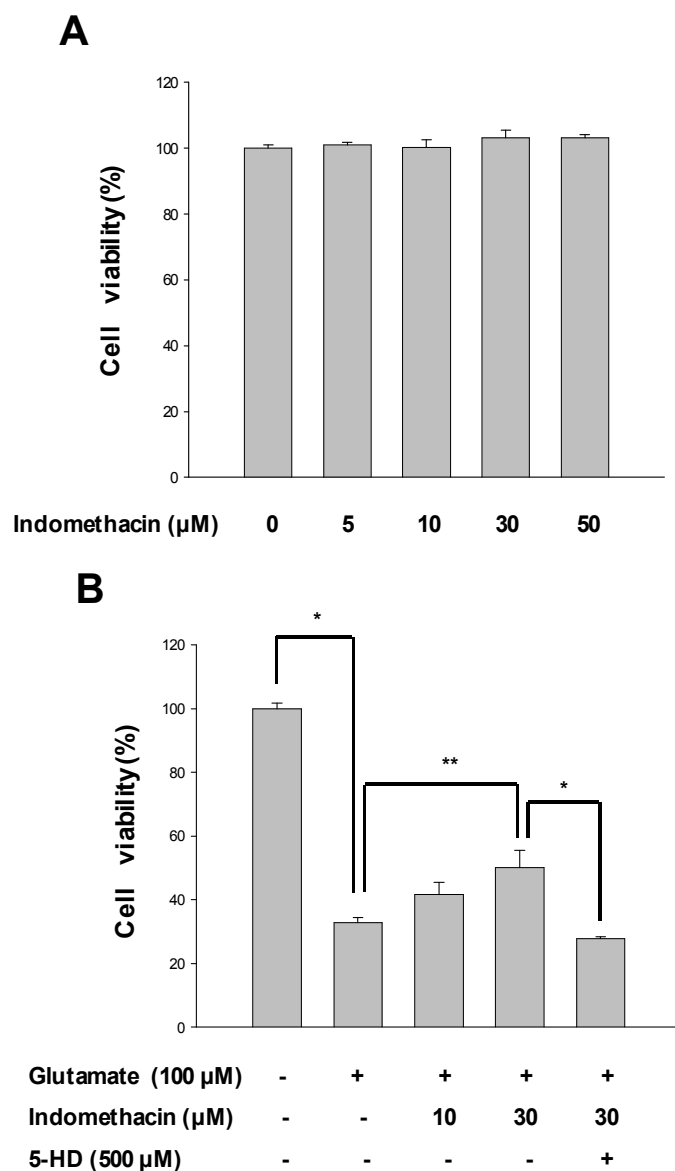 A
120
100
80
60
40
20
0
Cell viability (%)
Indomethacin (µM) 0 5 10 30 50
B
*
120
100
80
60
40
20
0
**
*
Cell viability (%)
Glutamate (100 µM) - + + + +
Indomethacin (µM) - - 10 30 30
5-HD (500 µM) - - - - +